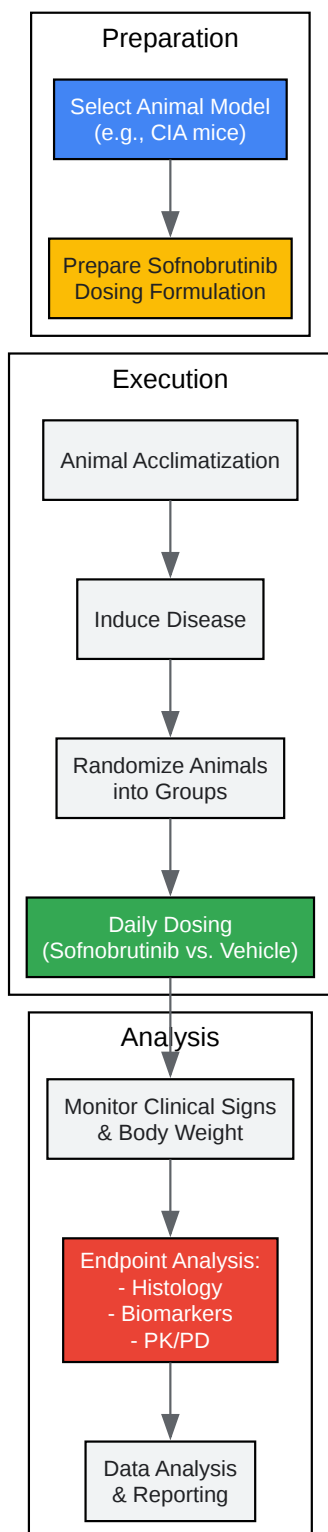 Preparation
Select Animal Model
(e.g., CIA mice)
Prepare Sofnobrutinib
Dosing Formulation
Execution
Animal Acclimatization
Induce Disease
Randomize Animals
into Groups
Daily Dosing
(Sofnobrutinib vs. Vehicle)
Analysis
Monitor Clinical Signs
& Body Weight
Endpoint Analysis:
- Histology
- Biomarkers
- PK/PD
Data Analysis
& Reporting